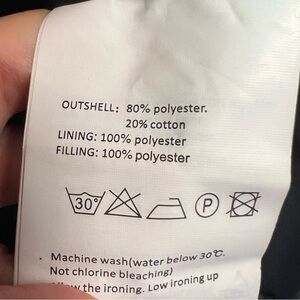 OUTSHELL: 80% polyester.
20% cotton
LINING: 100% polyester
FILLING: 100% polyester
30° P
. Machine wash(water below 30℃.
Not chlorine bleaching)
the ironing. Low ironing up